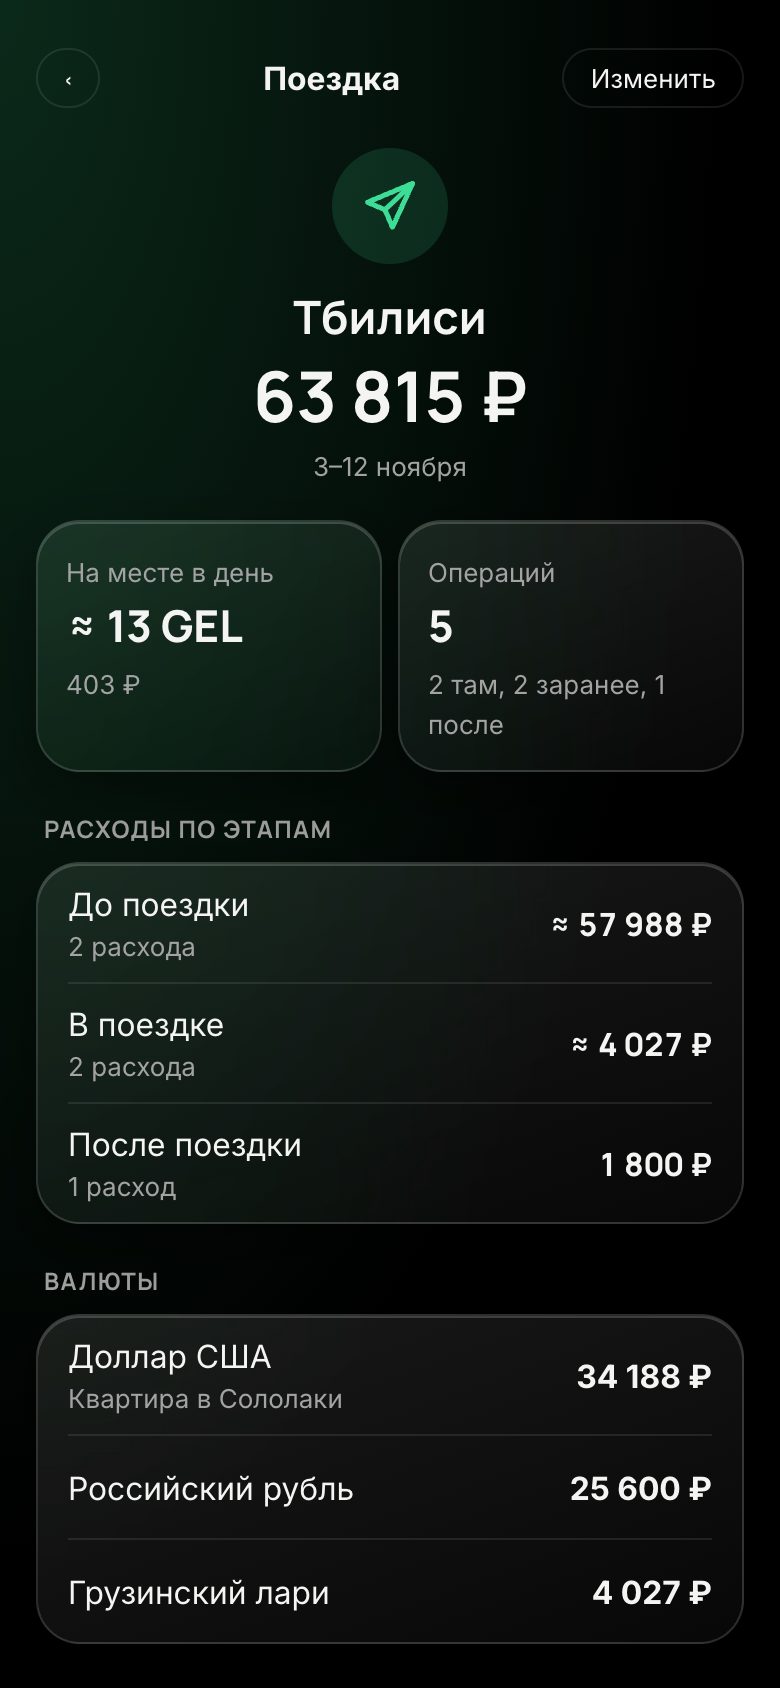 ‹
Поездка
Изменить
Тбилиси
63 815 ₽
3–12 ноября
На месте в день
≈ 13 GEL
403 ₽
Операций
5
2 там, 2 заранее, 1
после
РАСХОДЫ ПО ЭТАПАМ
До поездки
2 расхода
≈ 57 988 ₽
В поездке
2 расхода
≈ 4 027 ₽
После поездки
1 расход
1 800 ₽
ВАЛЮТЫ
Доллар США
Квартира в Сололаки
34 188 ₽
Российский рубль
25 600 ₽
Грузинский лари
4 027 ₽